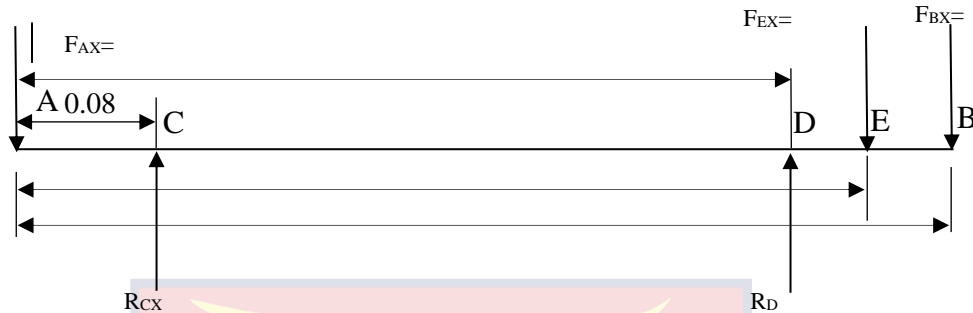 FAX=
FEX=
FBX=
A 0.08
C
D
E
B
RCX
RD